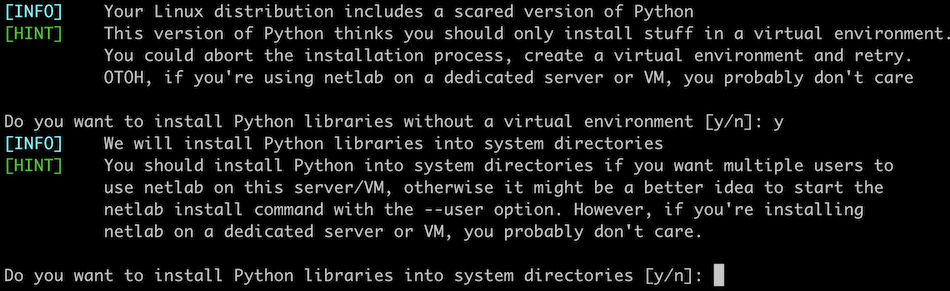 [INFO]    Your Linux distribution includes a scared version of Python
[HINT]    This version of Python thinks you should only install stuff in a virtual environment.
          You could abort the installation process, create a virtual environment and retry.
          OTOH, if you're using netlab on a dedicated server or VM, you probably don't care

Do you want to install Python libraries without a virtual environment [y/n]: y
[INFO]    We will install Python libraries into system directories
[HINT]    You should install Python into system directories if you want multiple users to
          use netlab on this server/VM, otherwise it might be a better idea to start the
          netlab install command with the --user option. However, if you're installing
          netlab on a dedicated server or VM, you probably don't care.

Do you want to install Python libraries into system directories [y/n]: